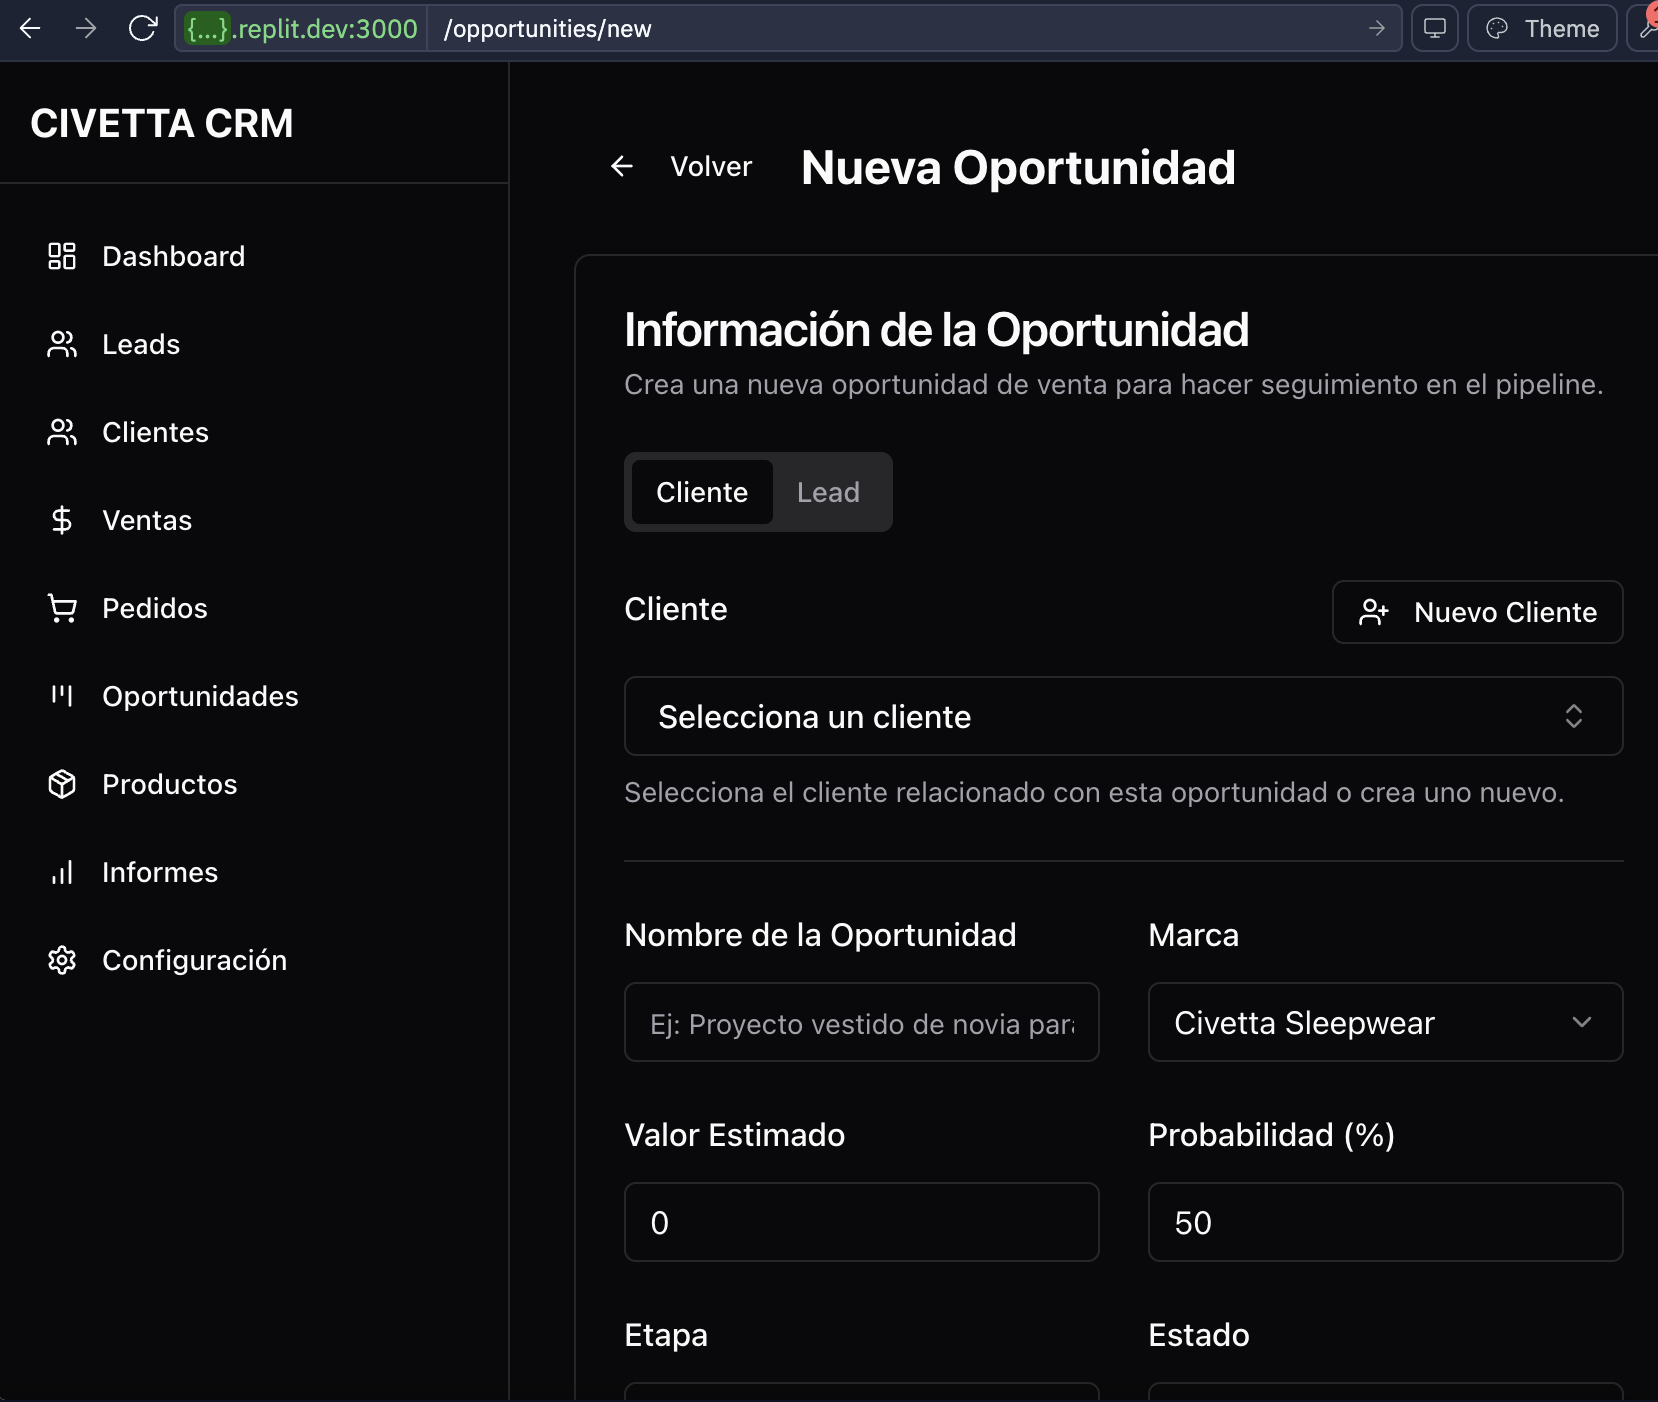 {...}.replit.dev:3000 /opportunities/new Theme
CIVETTA CRM
Dashboard
Leads
Clientes
Ventas
Pedidos
Oportunidades
Productos
Informes
Configuración
Volver Nueva Oportunidad
Información de la Oportunidad
Crea una nueva oportunidad de venta para hacer seguimiento en el pipeline.
Cliente Lead
Cliente Nuevo Cliente
Selecciona un cliente
Selecciona el cliente relacionado con esta oportunidad o crea uno nuevo.
Nombre de la Oportunidad Marca
Ej: Proyecto vestido de novia para Civetta Sleepwear
Valor Estimado Probabilidad (%)
0 50
Etapa Estado